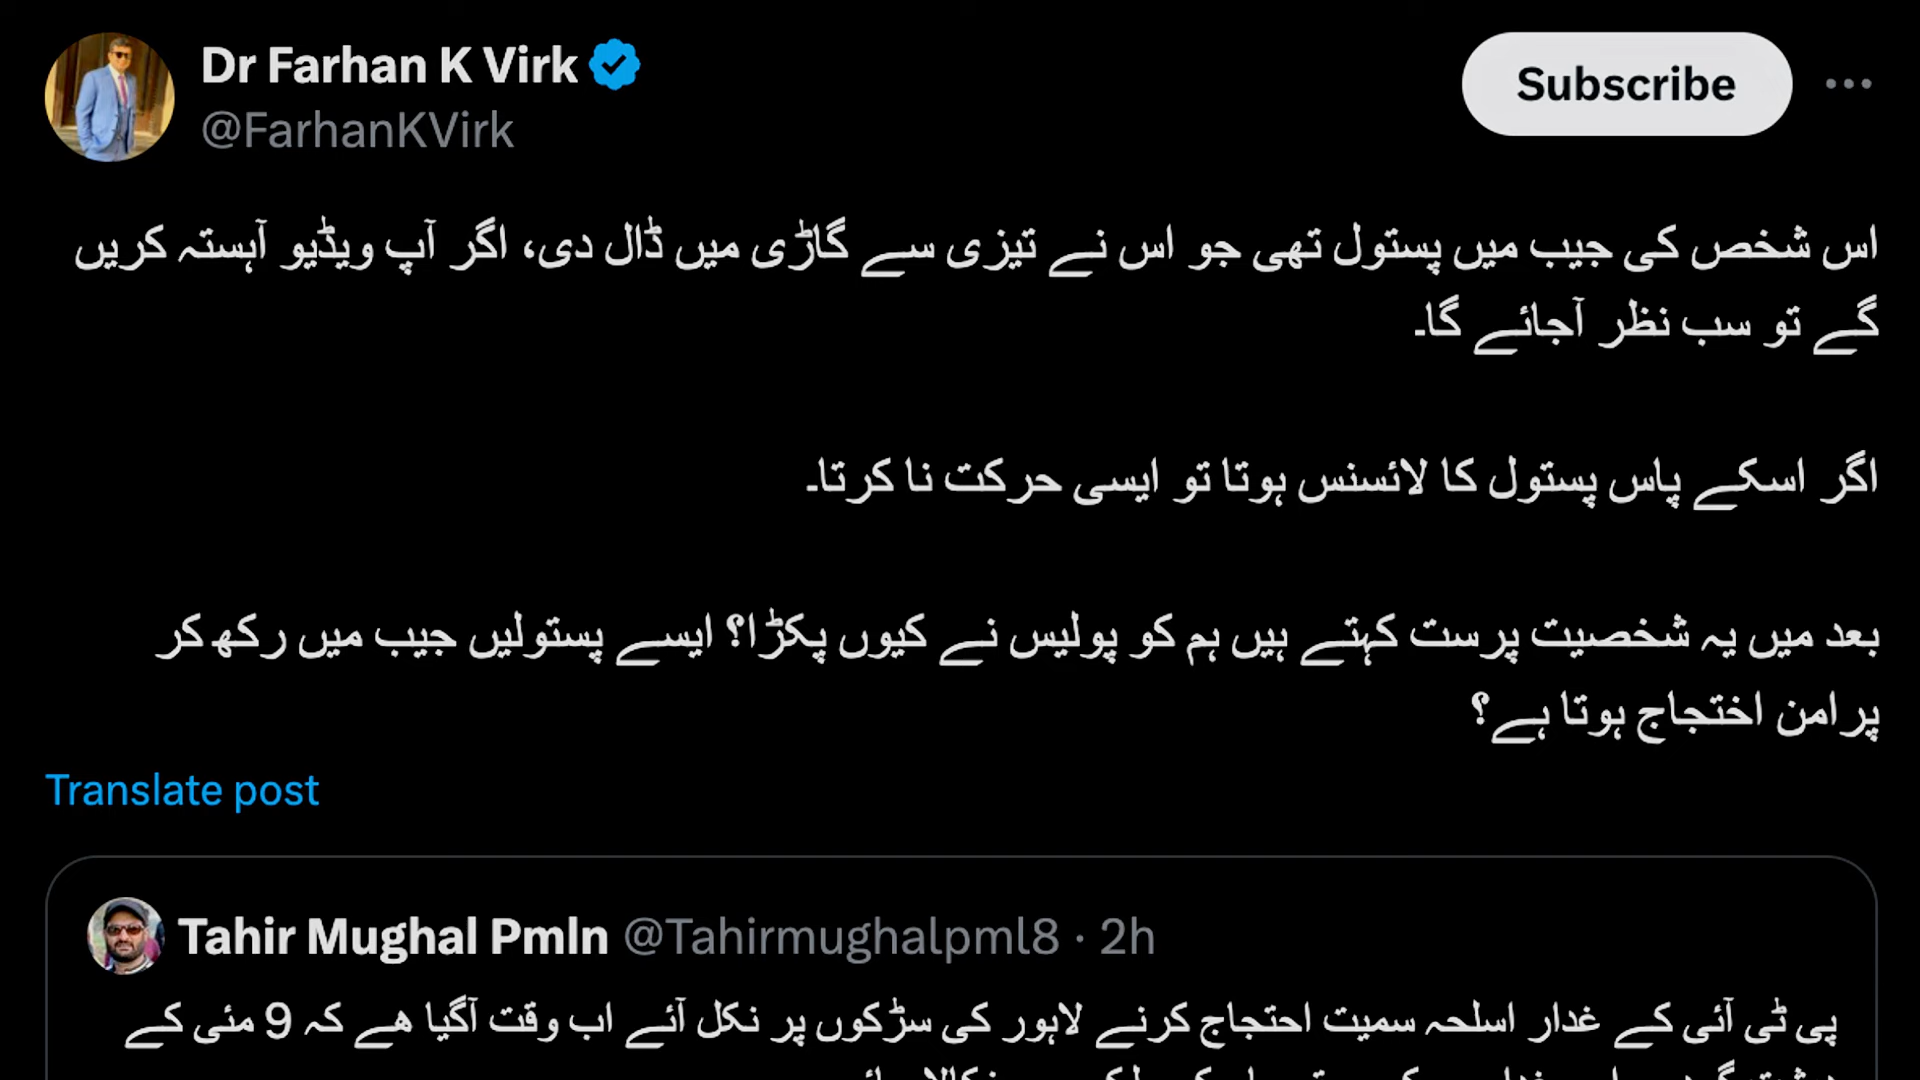 Dr Farhan K Virk
Subscribe
@FarhanKVirk
اس شخص کی جیب میں پستول تھی جو اس نے تیزی سے گاڑی میں ڈال دی، اگر آپ ویڈیو آہستہ کریں
گے تو سب نظر آجائے گا۔
اگر اسکے پاس پستول کا لائسنس ہوتا تو ایسی حرکت نا کرتا۔
بعد میں یہ شخصیت پرست کہتے ہیں ہم کو پولیس نے کیوں پکڑا؟ ایسے پستولیں جیب میں رکھ کر
پرامن اختجاج ہوتا ہے؟
Translate post
Tahir Mughal Pmln @Tahirmughalpml8 · 2h
پی ٹی آئی کے غدار اسلحہ سمیت احتجاج کرنے لاہور کی سڑکوں پر نکل آئے اب وقت آگیا ھے کہ 9 مئی کے